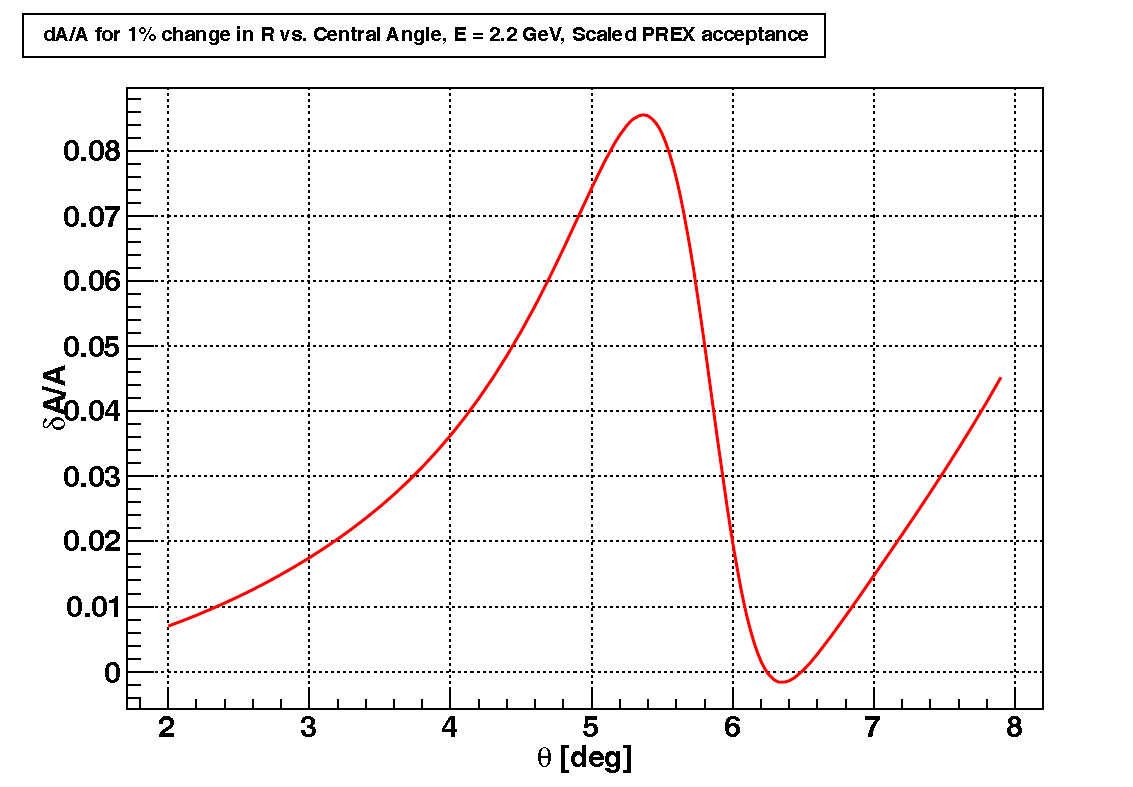 dA/A for 1% change in R vs. Central Angle, E = 2.2 GeV, Scaled PREX acceptance
0.08
0.07
0.06
0.05
0.04
0.03
0.02
0.01
0
δA/A
2 3 4 5 6 7 8
θ [deg]